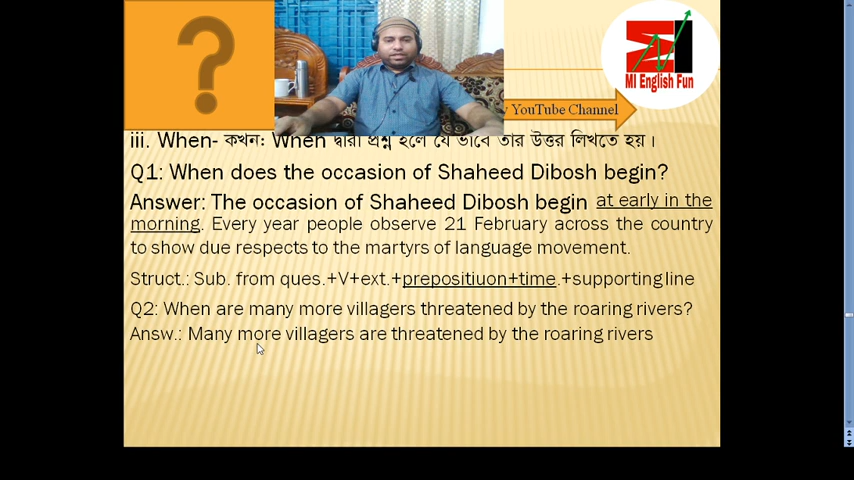 ?
MI English Fun
YouTube Channel
iii. When- কখন: When দ্বারা প্রশ্ন হলে যে ভাবে তার উত্তর লিখতে হয়।
Q1: When does the occasion of Shaheed Dibosh begin?
Answer: The occasion of Shaheed Dibosh begin at early in the
morning. Every year people observe 21 February across the country
to show due respects to the martyrs of language movement.
Struct.: Sub. from ques.+V+ext.+prepositiuon+time.+supporting line
Q2: When are many more villagers threatened by the roaring rivers?
Answ.: Many more villagers are threatened by the roaring rivers